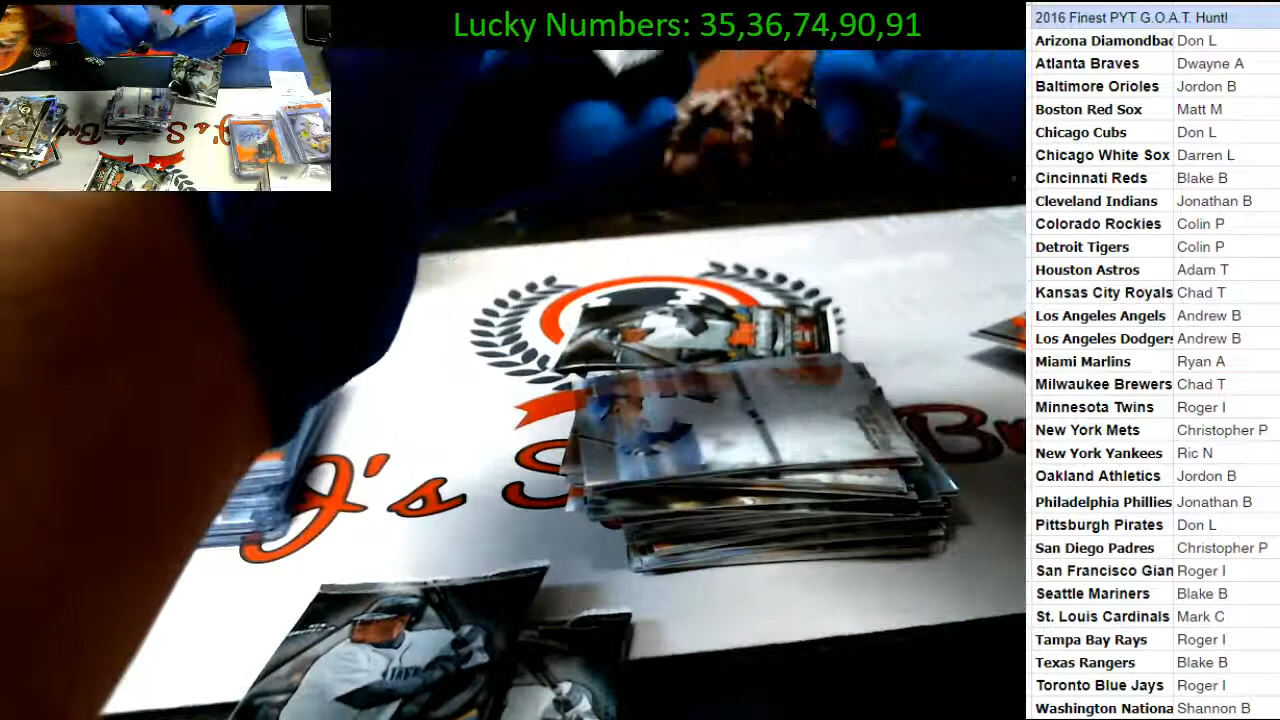 Lucky Numbers: 35,36,74,90,91
2016 Finest PYT G.O.A.T. Hunt!
Arizona Diamondbac Don L
Atlanta Braves Dwayne A
Baltimore Orioles Jordon B
Boston Red Sox Matt M
Chicago Cubs Don L
Chicago White Sox Darren L
Cincinnati Reds Blake B
Cleveland Indians Jonathan B
Colorado Rockies Colin P
Detroit Tigers Colin P
Houston Astros Adam T
Kansas City Royals Chad T
Los Angeles Angels Andrew B
Los Angeles Dodgers Andrew B
Miami Marlins Ryan A
Milwaukee Brewers Chad T
Minnesota Twins Roger I
New York Mets Christopher P
New York Yankees Ric N
Oakland Athletics Jordon B
Philadelphia Phillies Jonathan B
Pittsburgh Pirates Don L
San Diego Padres Christopher P
San Francisco Gian Roger I
Seattle Mariners Blake B
St. Louis Cardinals Mark C
Tampa Bay Rays Roger I
Texas Rangers Blake B
Toronto Blue Jays Roger I
Washington Nationa Shannon B
J's S Br